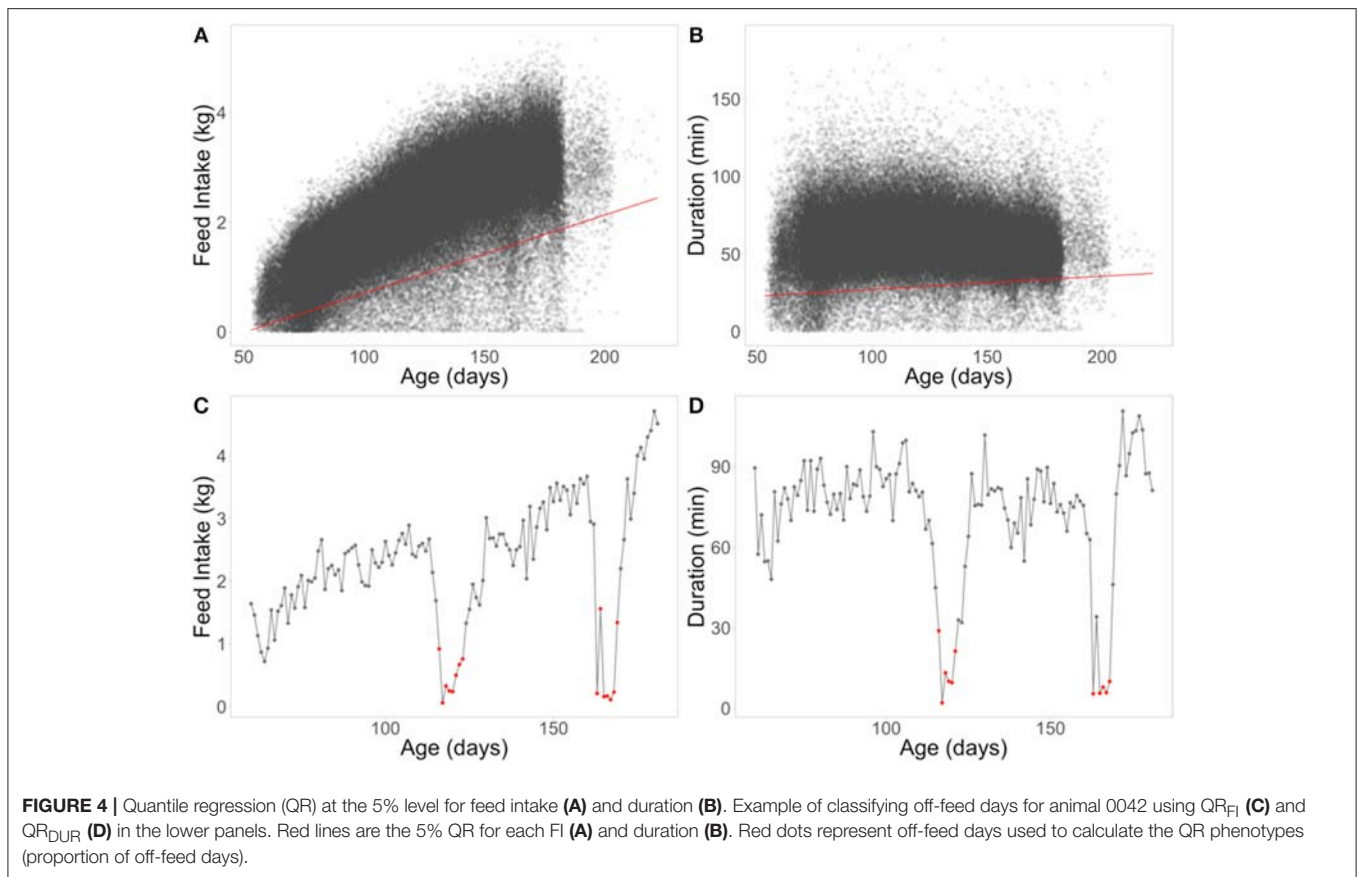 A
Feed Intake (kg)
4
2
0
50 100 150 200
Age (days)
B
Duration (min)
150
100
50
0
50 100 150 200
Age (days)
C
Feed Intake (kg)
4
3
2
1
0
100 150
Age (days)
D
Duration (min)
90
60
30
0
100 150
Age (days)
FIGURE 4 | Quantile regression (QR) at the 5% level for feed intake (A) and duration (B). Example of classifying off-feed days for animal 0042 using QRFI (C) and
QRDUR (D) in the lower panels. Red lines are the 5% QR for each FI (A) and duration (B). Red dots represent off-feed days used to calculate the QR phenotypes
(proportion of off-feed days).